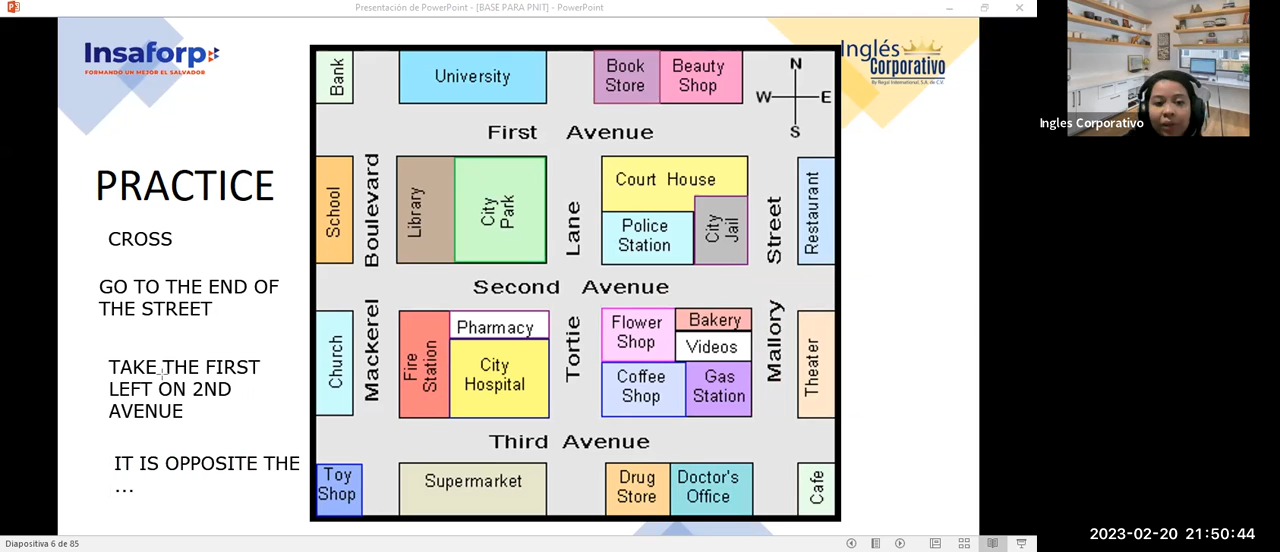 Presentación de PowerPoint - [BASE PARA PNIT] - PowerPoint
Insaforp
FORMANDO UN MEJOR EL SALVADOR
Inglés
Corporativo
By Regal International, S.A. de C.V.
PRACTICE
CROSS
GO TO THE END OF
THE STREET
TAKE THE FIRST
LEFT ON 2ND
AVENUE
IT IS OPPOSITE THE
...
Bank
University
Book
Store
Beauty
Shop
N
W
E
S
First Avenue
School
Boulevard
Library
City
Park
Lane
Court House
Police
Station
City
Jail
Street
Restaurant
Second Avenue
Church
Mackerel
Fire
Station
Pharmacy
City
Hospital
Tortie
Flower
Shop
Bakery
Videos
Coffee
Shop
Gas
Station
Mallory
Theater
Third Avenue
Toy
Shop
Supermarket
Drug
Store
Doctor's
Office
Cafe
Ingles Corporativo
Diapositiva 6 de 85
2023-02-20 21:50:44